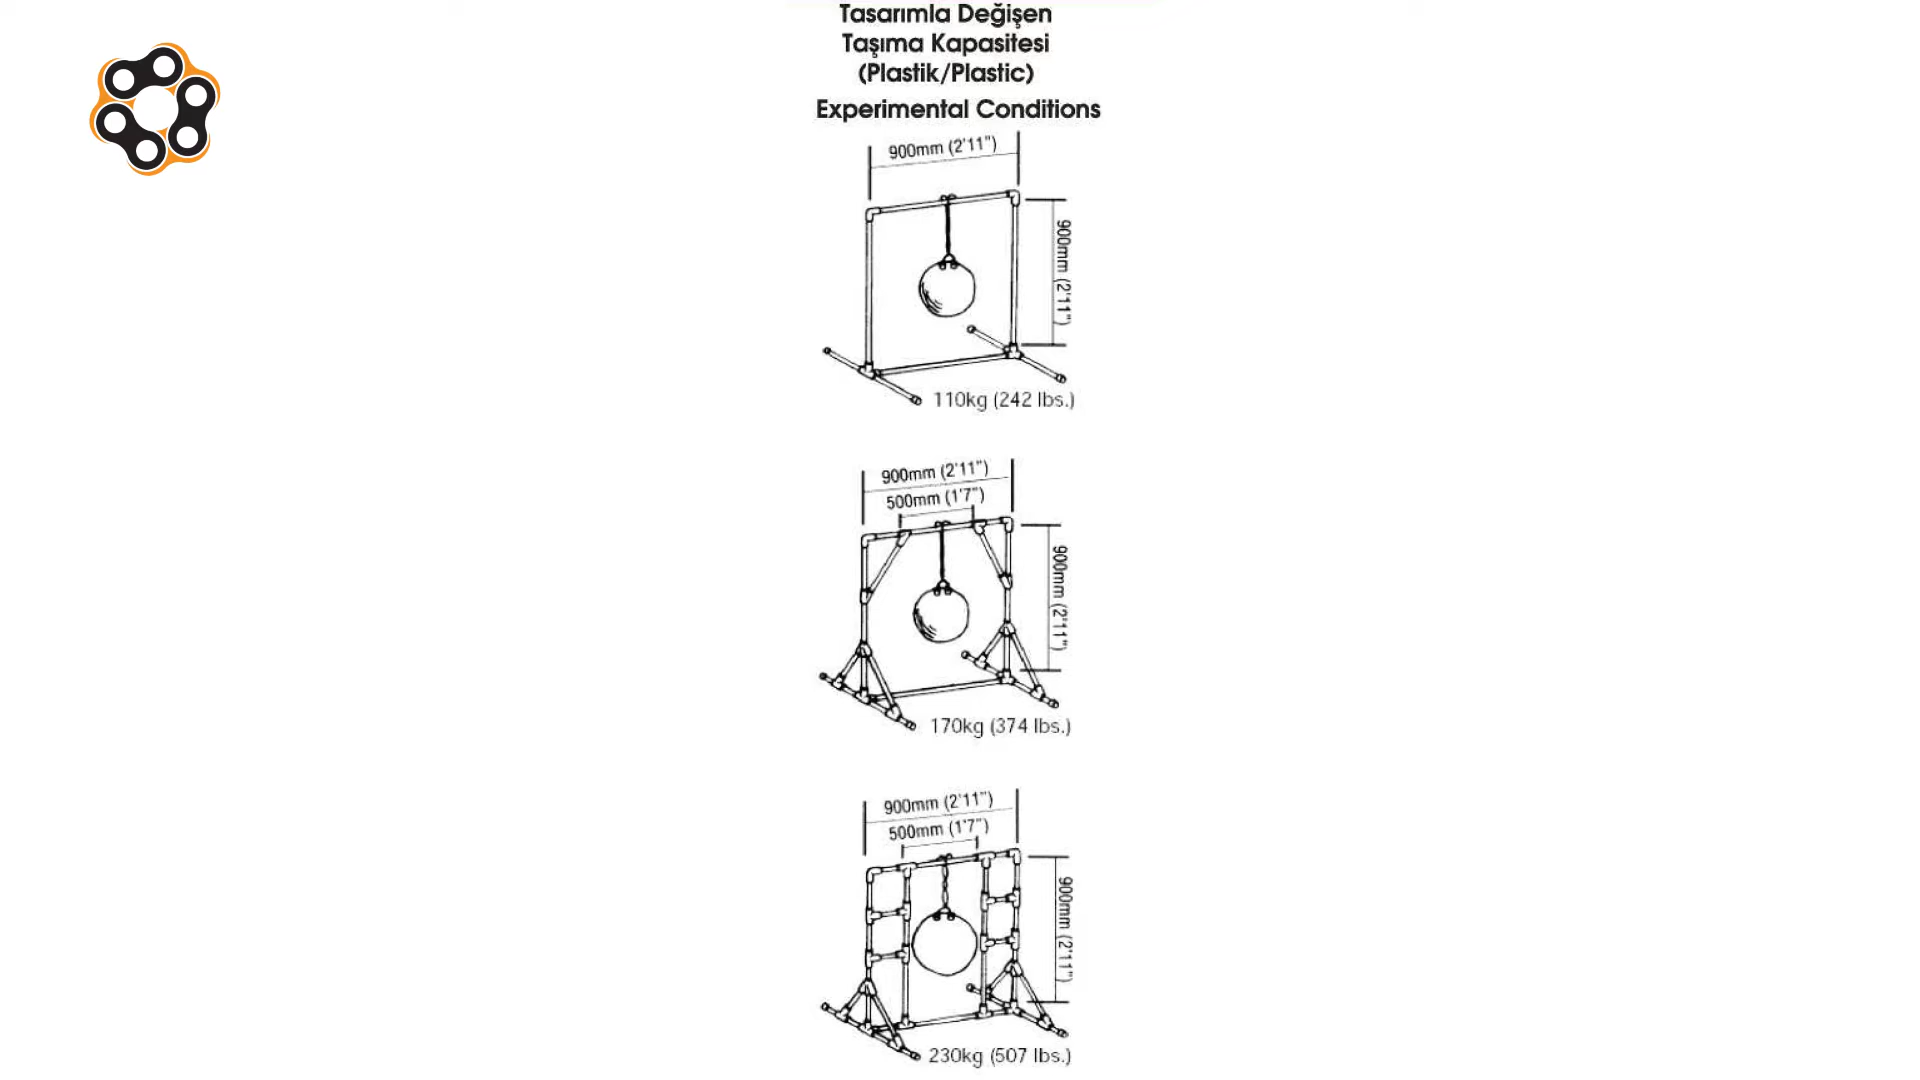 Tasarımla Değişen
Taşıma Kapasitesi
(Plastik/Plastic)
Experimental Conditions
900mm (2'11")
900mm (2'11")
110kg (242 lbs.)
900mm (2'11")
500mm (1'7")
900mm (2'11")
170kg (374 lbs.)
900mm (2'11")
500mm (1'7")
900mm (2'11")
230kg (507 lbs.)